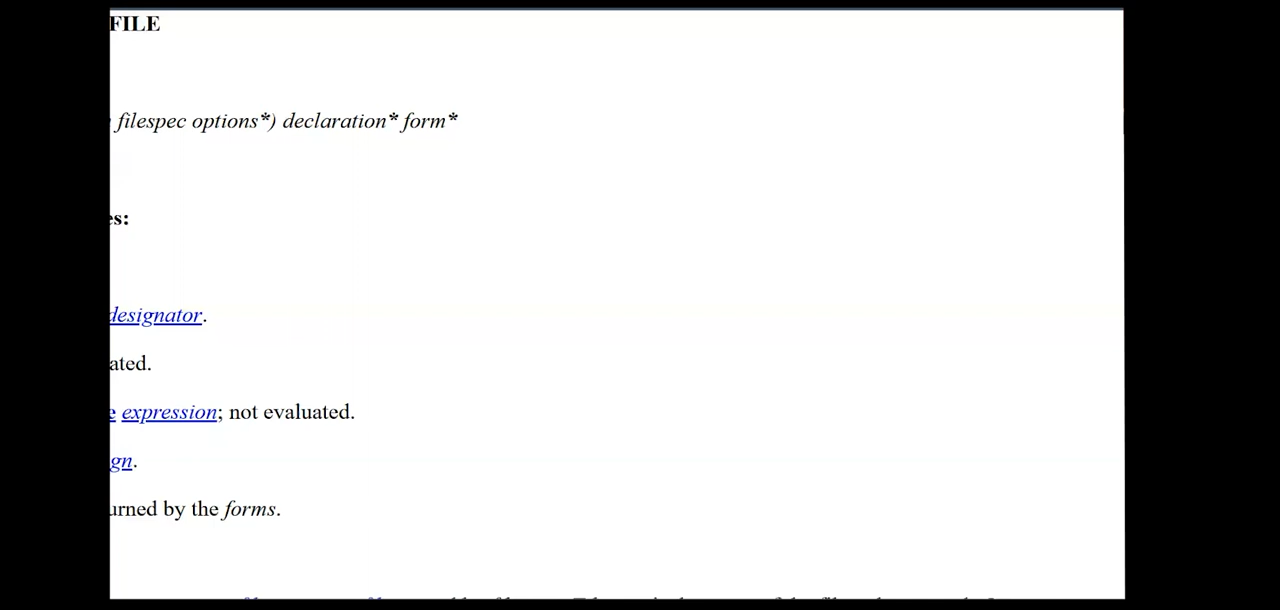 FILE
filespec options*) declaration* form*
es:
designator.
ated.
e expression; not evaluated.
gn.
urned by the forms.